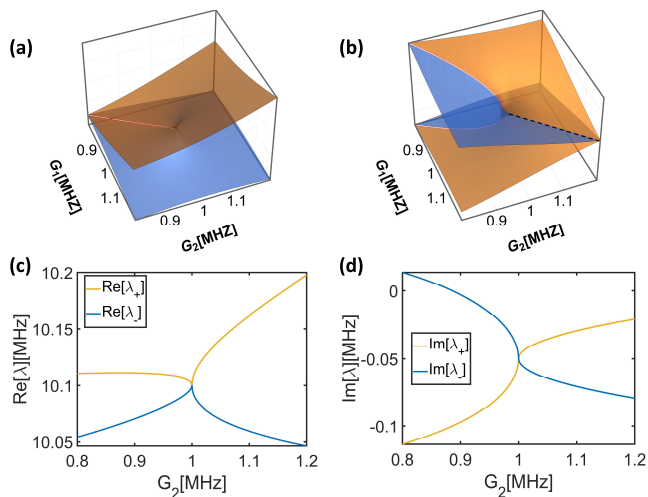 (a)
(b)
0.9
1
1.1
G1[MHZ]
0.9
1
1.1
G2[MHZ]
0.9
1
1.1
G1[MHZ]
0.9
1
1.1
G2[MHZ]
(c)
(d)
10.2
10.15
10.1
10.05
Re[λ][MHz]
Re[λ+]
Re[λ-]
0.8
0.9
1
1.1
1.2
G2[MHz]
0
-0.05
-0.1
Im[λ][MHz]
Im[λ+]
Im[λ-]
0.8
0.9
1
1.1
1.2
G2[MHz]